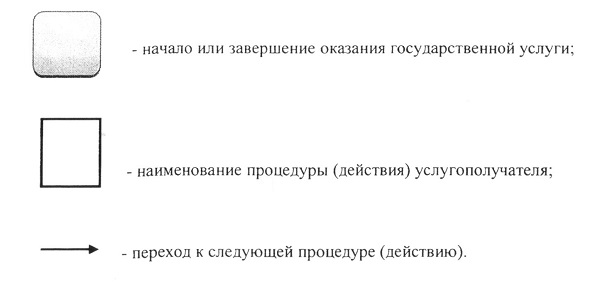 - начало или завершение оказания государственной услуги;
- наименование процедуры (действия) услугополучателя;
- переход к следующей процедуре (действию).